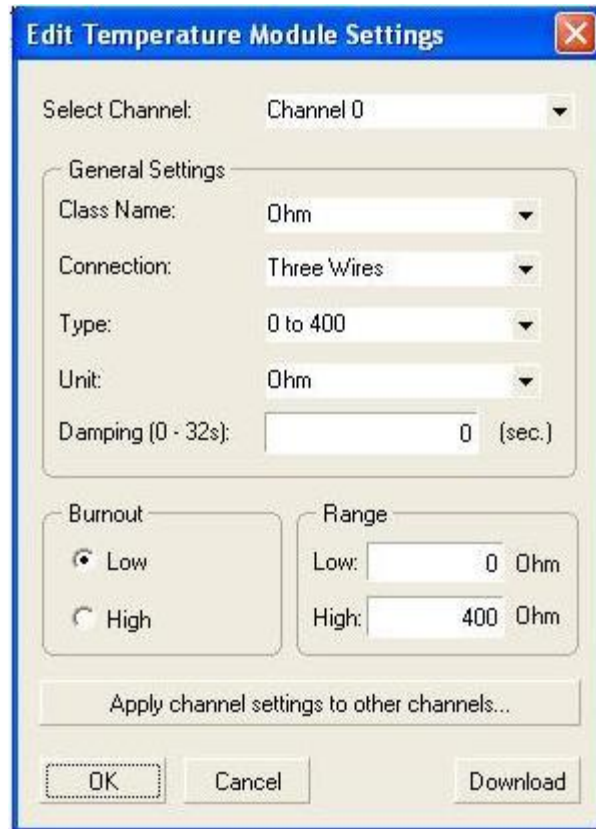 Edit Temperature Module Settings
Select Channel: Channel 0
General Settings
Class Name: Ohm
Connection: Three Wires
Type: 0 to 400
Unit: Ohm
Damping (0 - 32s): 0 (sec.)
Burnout Range
Low Low: 0 Ohm
High High: 400 Ohm
Apply channel settings to other channels...
OK Cancel Download